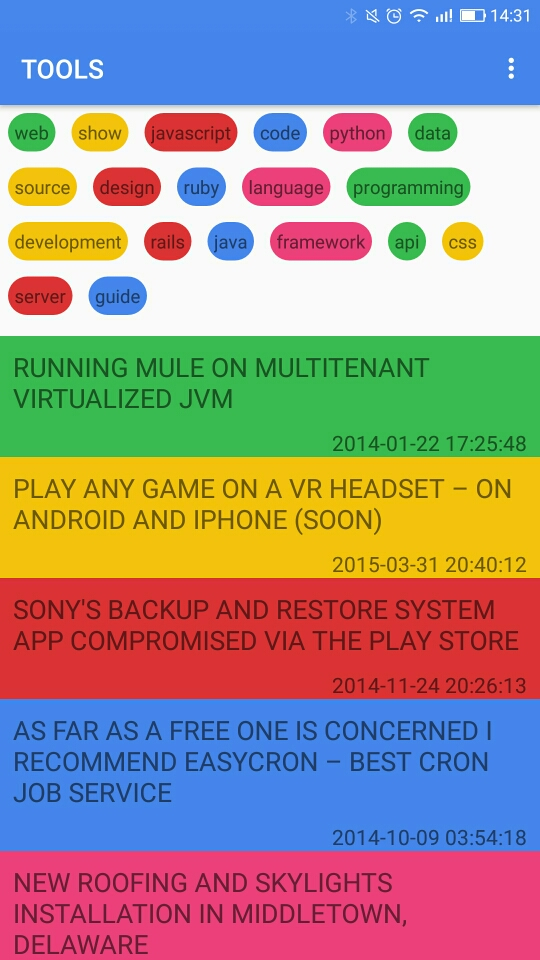 14:31
TOOLS
web show javascript code python data
source design ruby language programming
development rails java framework api css
server guide
RUNNING MULE ON MULTITENANT
VIRTUALIZED JVM
2014-01-22 17:25:48
PLAY ANY GAME ON A VR HEADSET – ON
ANDROID AND IPHONE (SOON)
2015-03-31 20:40:12
SONY'S BACKUP AND RESTORE SYSTEM
APP COMPROMISED VIA THE PLAY STORE
2014-11-24 20:26:13
AS FAR AS A FREE ONE IS CONCERNED I
RECOMMEND EASYCRON – BEST CRON
JOB SERVICE
2014-10-09 03:54:18
NEW ROOFING AND SKYLIGHTS
INSTALLATION IN MIDDLETOWN,
DELAWARE